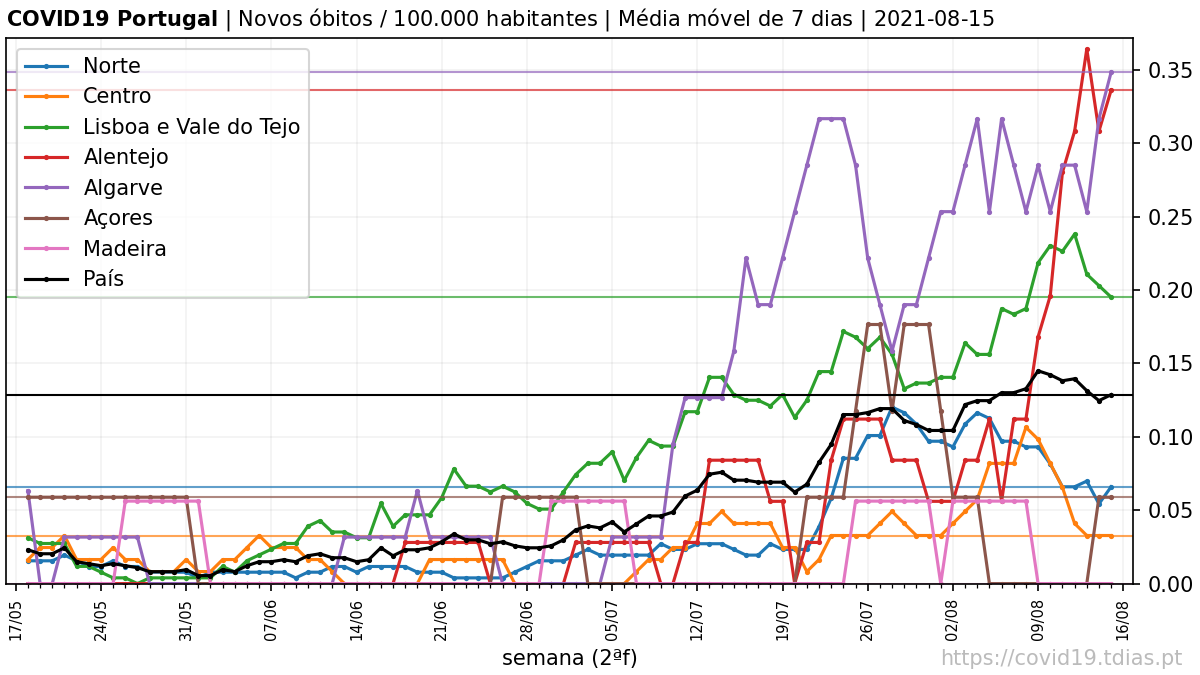 COVID19 Portugal | Novos óbitos / 100.000 habitantes | Média móvel de 7 dias | 2021-08-15
Norte
Centro
Lisboa e Vale do Tejo
Alentejo
Algarve
Açores
Madeira
País
0.35
0.30
0.25
0.20
0.15
0.10
0.05
0.00
17/05 24/05 31/05 07/06 14/06 21/06 28/06 05/07 12/07 19/07 26/07 02/08 09/08 16/08
semana (2ªf)
https://covid19.tdias.pt